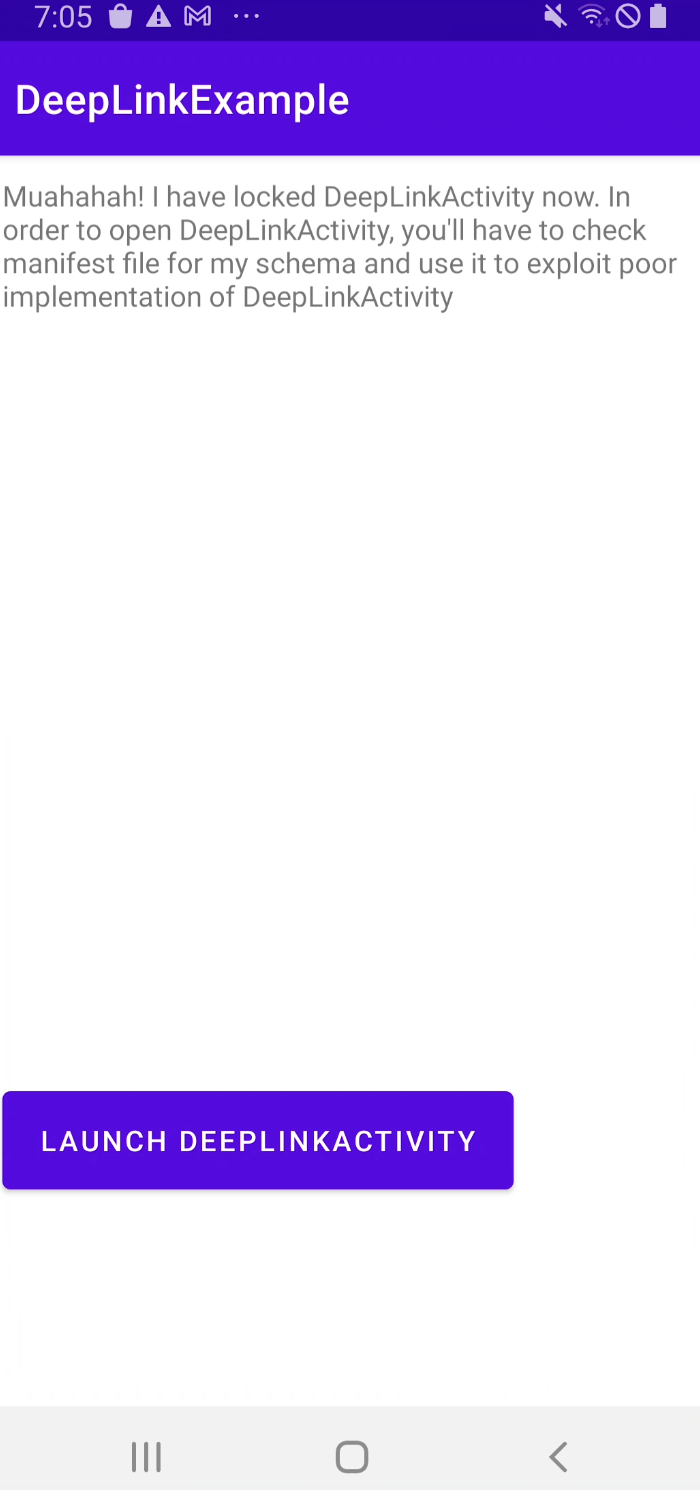 7:05
DeepLinkExample
Muahahah! I have locked DeepLinkActivity now. In
order to open DeepLinkActivity, you'll have to check
manifest file for my schema and use it to exploit poor
implementation of DeepLinkActivity
LAUNCH DEEPLINKACTIVITY